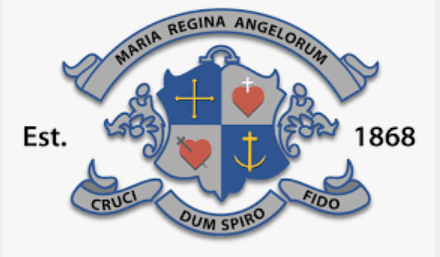 MARIA REGINA ANGELORUM
Est. 1868
CRUCI DUM SPIRO FIDO